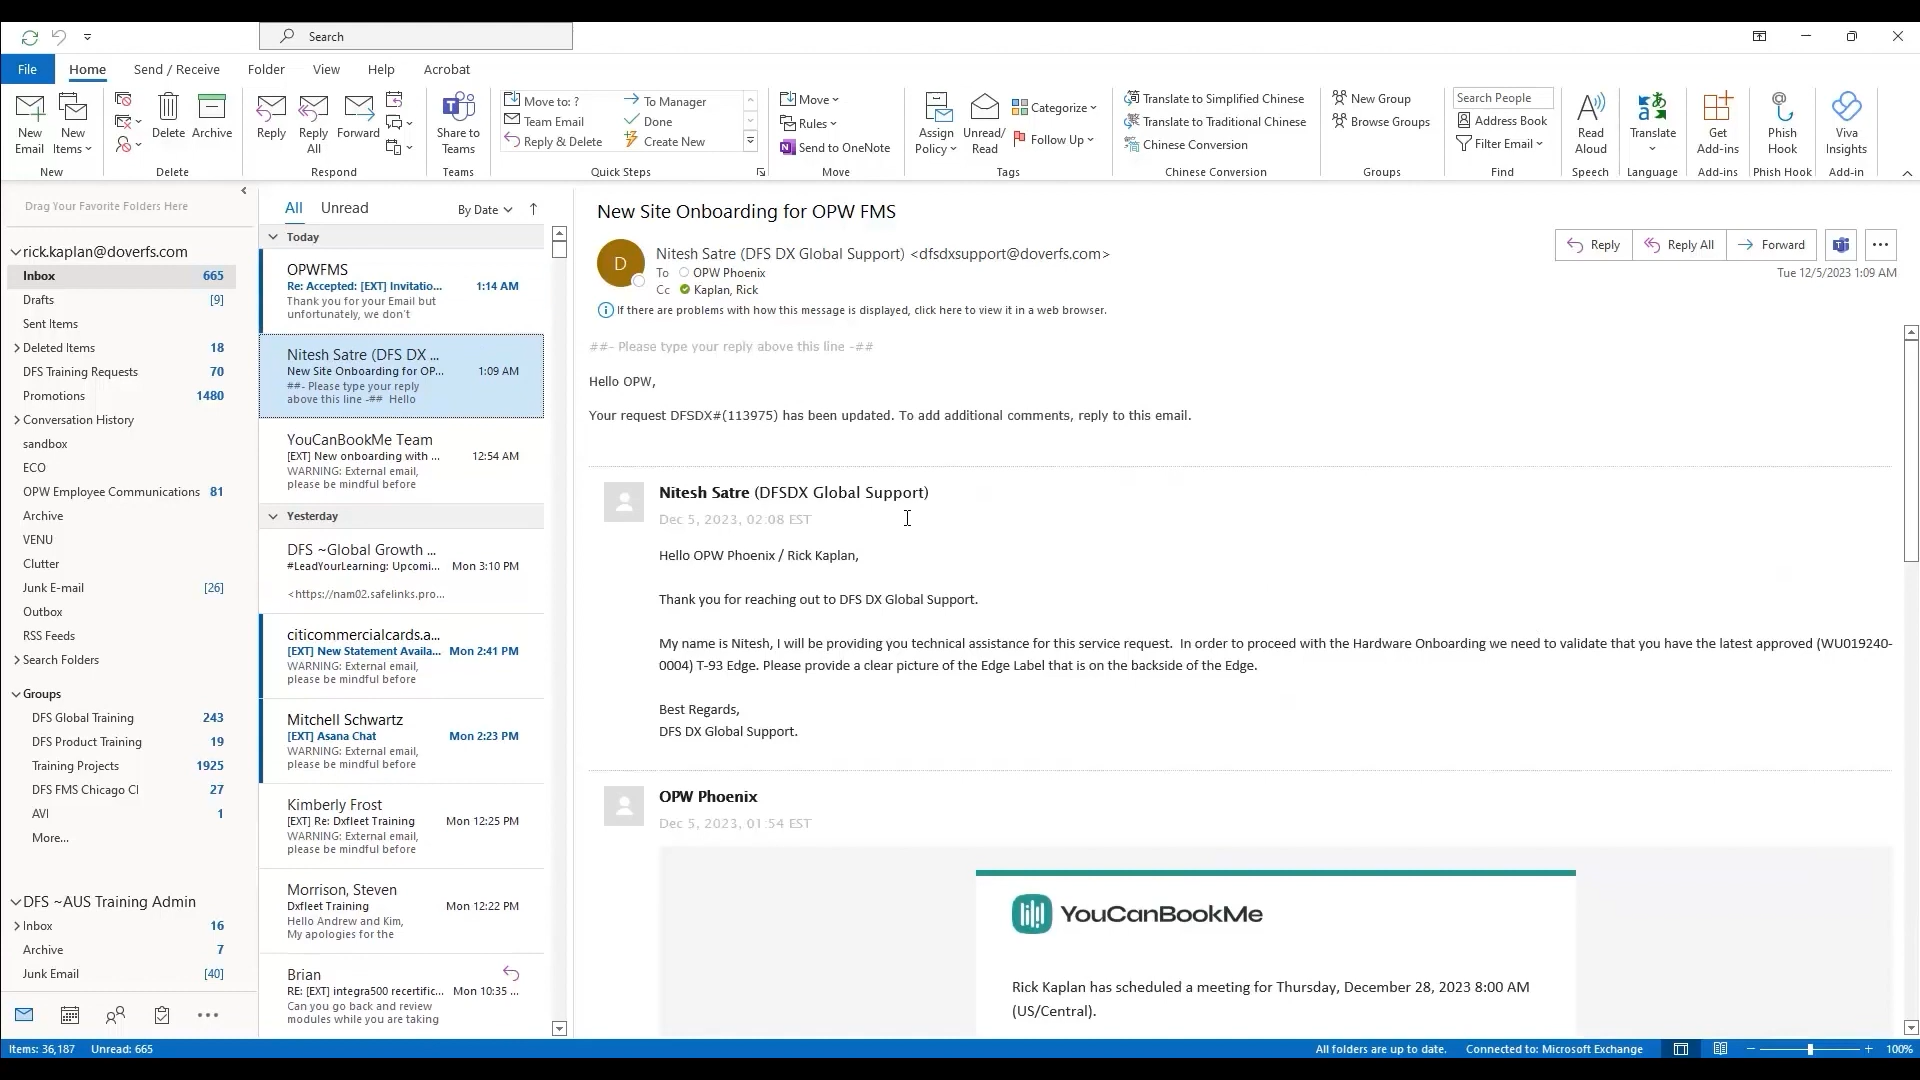 Search
File Home Send / Receive Folder View Help Acrobat
New Email
New Items
Delete
Archive
Reply
Reply All
Forward
Share to Teams
Move to: ?
To Manager
Team Email
Done
Reply & Delete
Create New
Move
Rules
Send to OneNote
Assign Policy
Unread/ Read
Categorize
Follow Up
Translate to Simplified Chinese
Translate to Traditional Chinese
Chinese Conversion
New Group
Browse Groups
Search People
Address Book
Filter Email
Read Aloud
Translate
Get Add-ins
Phish Hook
Viva Insights
New Delete Respond Teams Quick Steps Move Tags Chinese Conversion Groups Find Speech Language Add-ins Phish Hook Add-in
Drag Your Favorite Folders Here
rick.kaplan@doverfs.com
Inbox 665
Drafts [9]
Sent Items
Deleted Items 18
DFS Training Requests 70
Promotions 1480
Conversation History
sandbox
ECO
OPW Employee Communications 81
Archive
VENU
Clutter
Junk E-mail [26]
Outbox
RSS Feeds
Search Folders
Groups
DFS Global Training 243
DFS Product Training 19
Training Projects 1925
DFS FMS Chicago CI 27
AVI 1
More...
DFS ~AUS Training Admin
Inbox 16
Archive 7
Junk Email [40]
All Unread By Date
Today
OPWFMS
Re: Accepted: [EXT] Invitatio... 1:14 AM
Thank you for your Email but
unfortunately, we don't
Nitesh Satre (DFS DX ...
New Site Onboarding for OP... 1:09 AM
##- Please type your reply
above this line -## Hello
YouCanBookMe Team
[EXT] New onboarding with ... 12:54 AM
WARNING: External email,
please be mindful before
Yesterday
DFS ~Global Growth ...
#LeadYourLearning: Upcomi... Mon 3:10 PM
<https://nam02.safelinks.pro...
citicommercialcards.a...
[EXT] New Statement Availa... Mon 2:41 PM
WARNING: External email,
please be mindful before
Mitchell Schwartz
[EXT] Asana Chat Mon 2:23 PM
WARNING: External email,
please be mindful before
Kimberly Frost
[EXT] Re: Dxfleet Training Mon 12:25 PM
WARNING: External email,
please be mindful before
Morrison, Steven
Dxfleet Training Mon 12:22 PM
Hello Andrew and Kim,
My apologies for the
Brian
RE: [EXT] integra500 recertific... Mon 10:35 ...
Can you go back and review
modules while you are taking
New Site Onboarding for OPW FMS
D
Nitesh Satre (DFS DX Global Support) <dfsdxsupport@doverfs.com>
To OPW Phoenix
Cc Kaplan, Rick
Reply Reply All Forward
Tue 12/5/2023 1:09 AM
If there are problems with how this message is displayed, click here to view it in a web browser.
##- Please type your reply above this line -##
Hello OPW,
Your request DFSDX#(113975) has been updated. To add additional comments, reply to this email.
Nitesh Satre (DFSDX Global Support)
Dec 5, 2023, 02:08 EST
Hello OPW Phoenix / Rick Kaplan,
Thank you for reaching out to DFS DX Global Support.
My name is Nitesh, I will be providing you technical assistance for this service request. In order to proceed with the Hardware Onboarding we need to validate that you have the latest approved (WU019240-
0004) T-93 Edge. Please provide a clear picture of the Edge Label that is on the backside of the Edge.
Best Regards,
DFS DX Global Support.
OPW Phoenix
Dec 5, 2023, 01:54 EST
YouCanBookMe
Rick Kaplan has scheduled a meeting for Thursday, December 28, 2023 8:00 AM
(US/Central).
Items: 36,187 Unread: 665 All folders are up to date. Connected to: Microsoft Exchange 100%